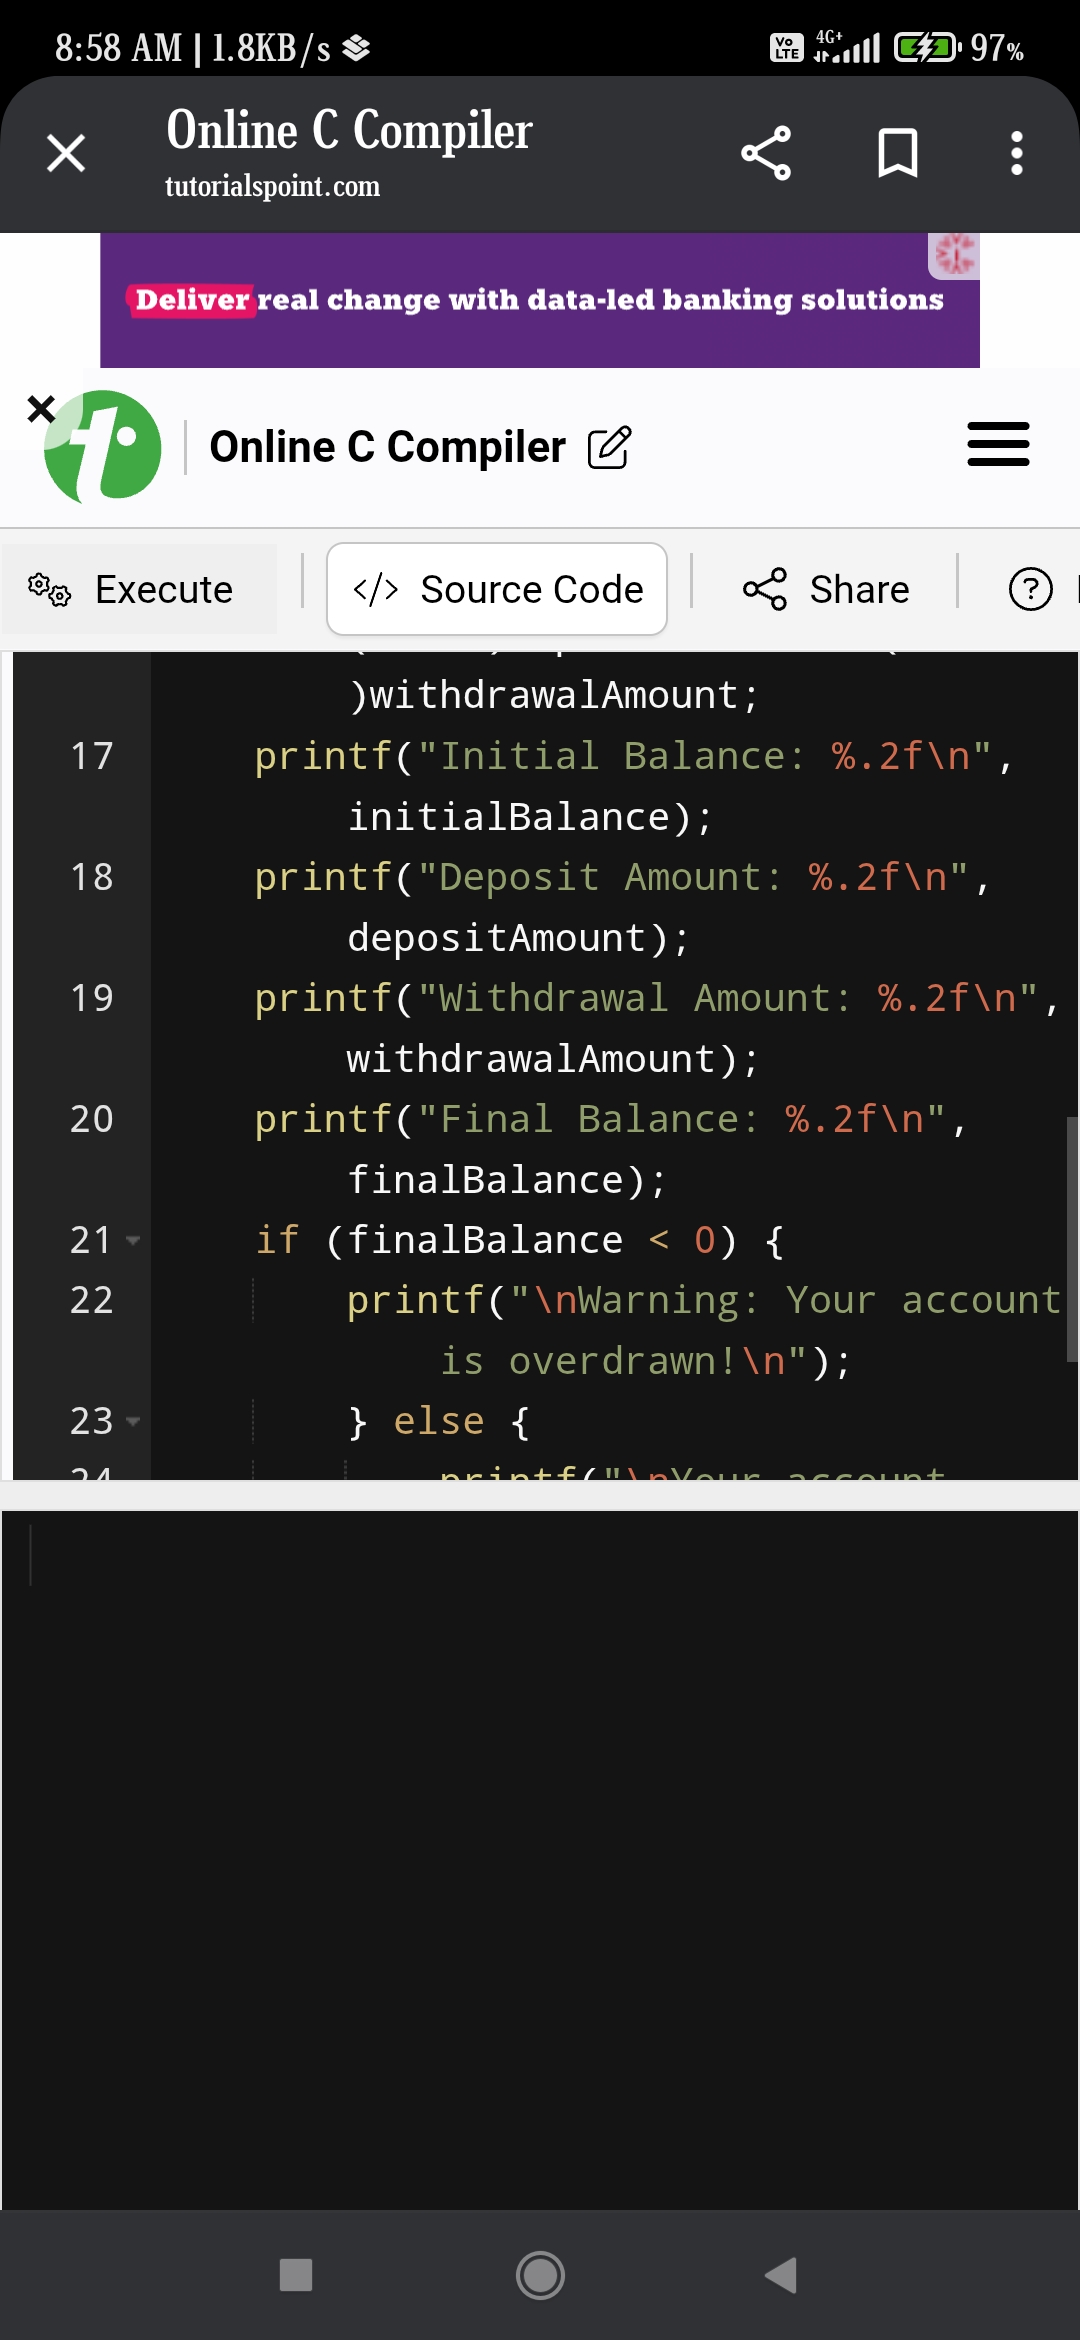 8:58 AM | 1.8KB/s
Vo LTE 4G+ 97%
Online C Compiler
tutorialspoint.com
Deliver real change with data-led banking solutions
Online C Compiler
Execute
</> Source Code
Share
)withdrawalAmount;
17 printf("Initial Balance: %.2f\n",
initialBalance);
18 printf("Deposit Amount: %.2f\n",
depositAmount);
19 printf("Withdrawal Amount: %.2f\n",
withdrawalAmount);
20 printf("Final Balance: %.2f\n",
finalBalance);
21 if (finalBalance < 0) {
22 printf("\nWarning: Your account
is overdrawn!\n");
23 } else {
24 printf("\nYour account